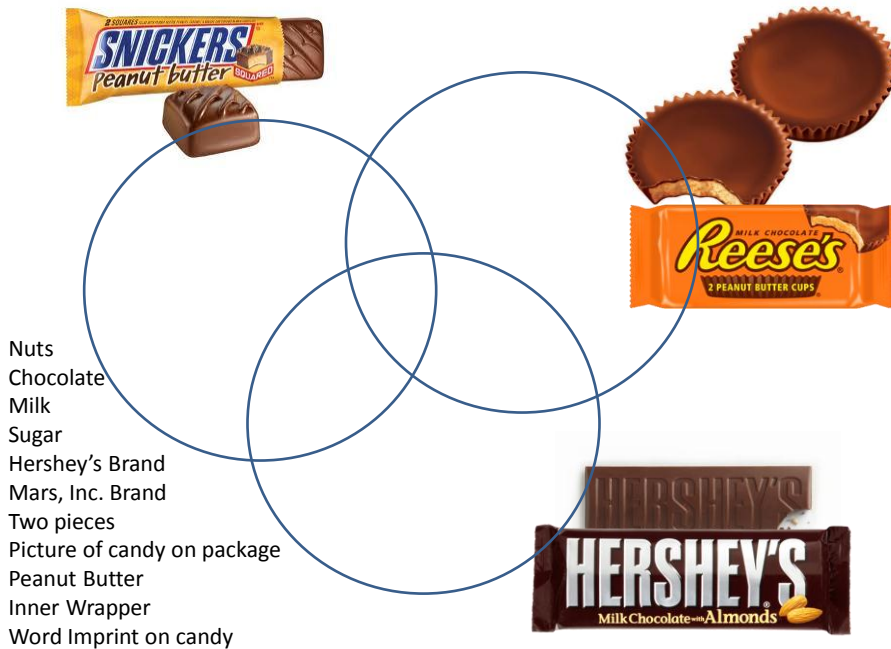 2 SQUARES
SNICKERS
Peanut butter
SQUARED
MILK CHOCOLATE
Reese's
2 PEANUT BUTTER CUPS
Nuts
Chocolate
Milk
Sugar
Hershey's Brand
Mars, Inc. Brand
Two pieces
Picture of candy on package
Peanut Butter
Inner Wrapper
Word Imprint on candy
HERSHEY'S
HERSHEY'S
Milk Chocolate with Almonds